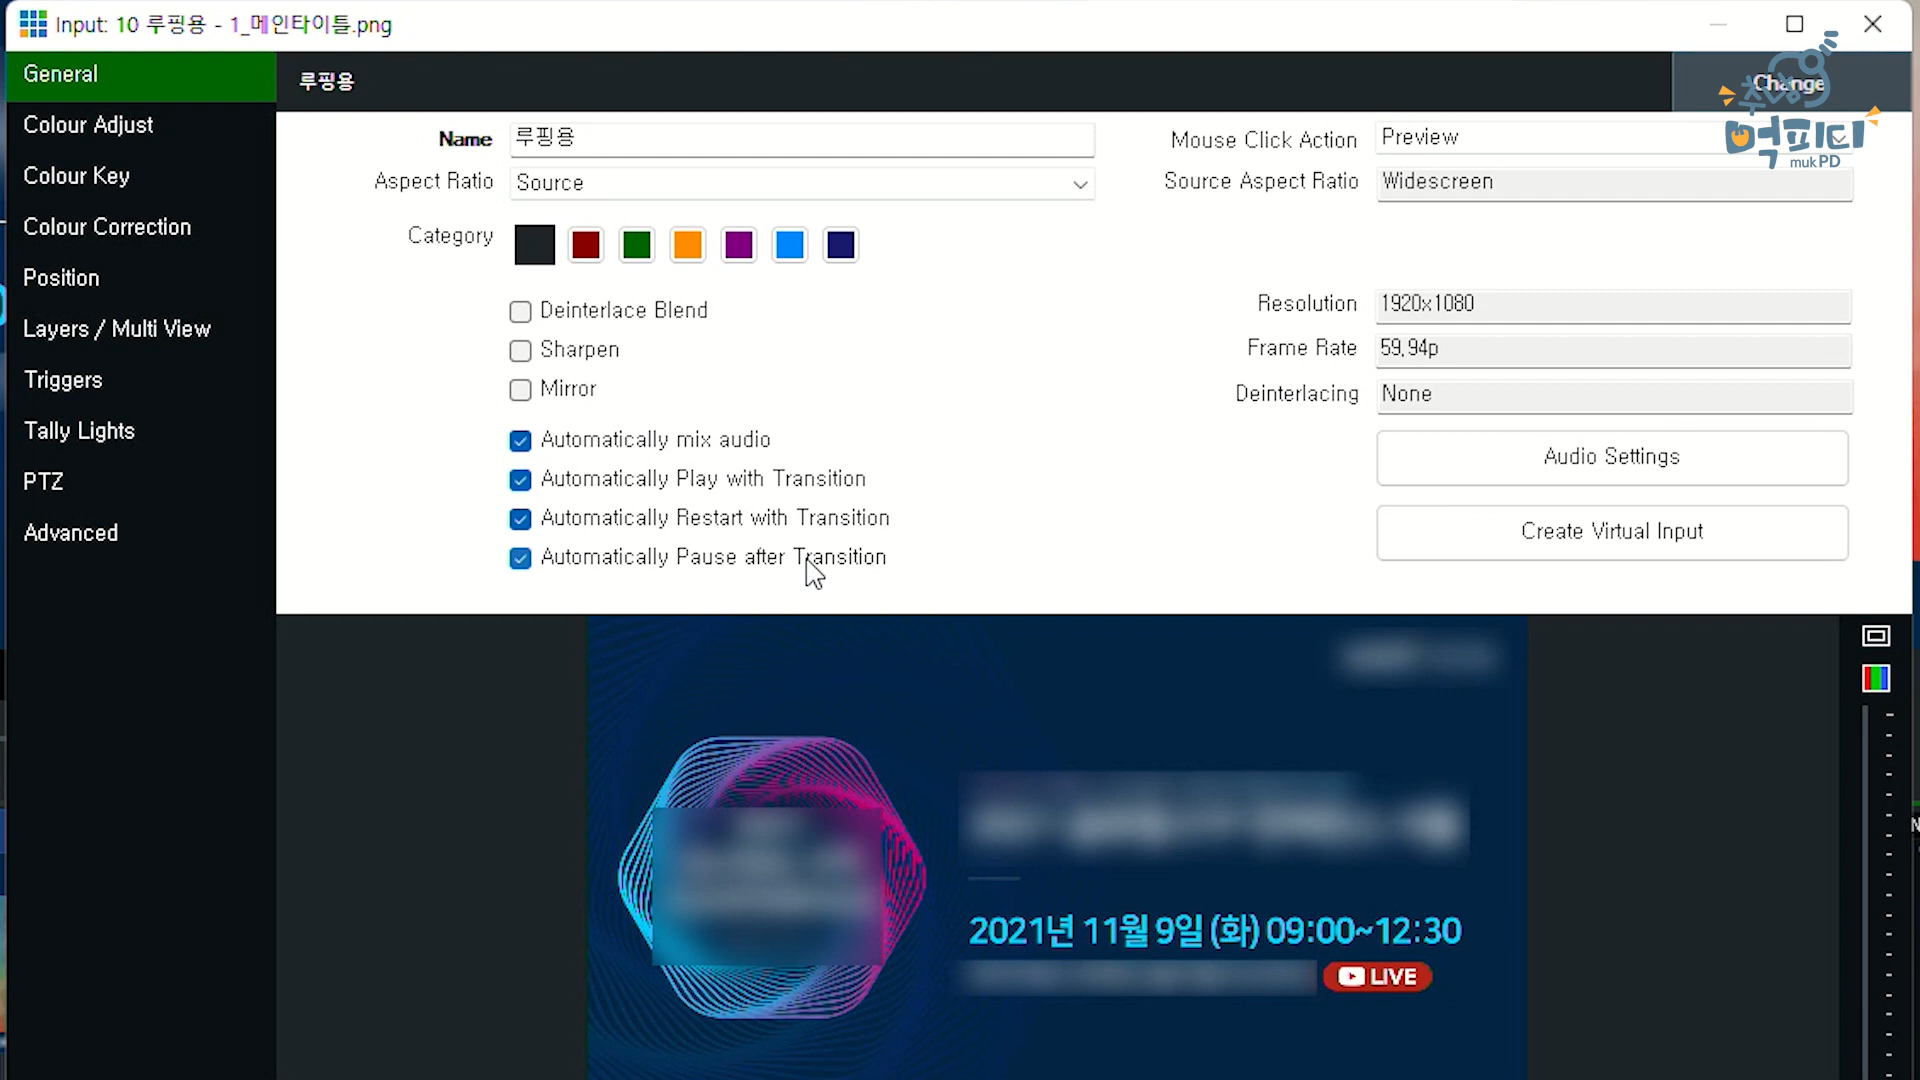 Input: 10 루핑용 - 1_메인타이틀.png
General
Colour Adjust
Colour Key
Colour Correction
Position
Layers / Multi View
Triggers
Tally Lights
PTZ
Advanced
루핑용
Change
먹피디
mukPD
Name 루핑용
Aspect Ratio Source
Category
Mouse Click Action Preview
Source Aspect Ratio Widescreen
Deinterlace Blend
Sharpen
Mirror
Automatically mix audio
Automatically Play with Transition
Automatically Restart with Transition
Automatically Pause after Transition
Resolution 1920x1080
Frame Rate 59,94p
Deinterlacing None
Audio Settings
Create Virtual Input
2021년 11월 9일 (화) 09:00~12:30
LIVE